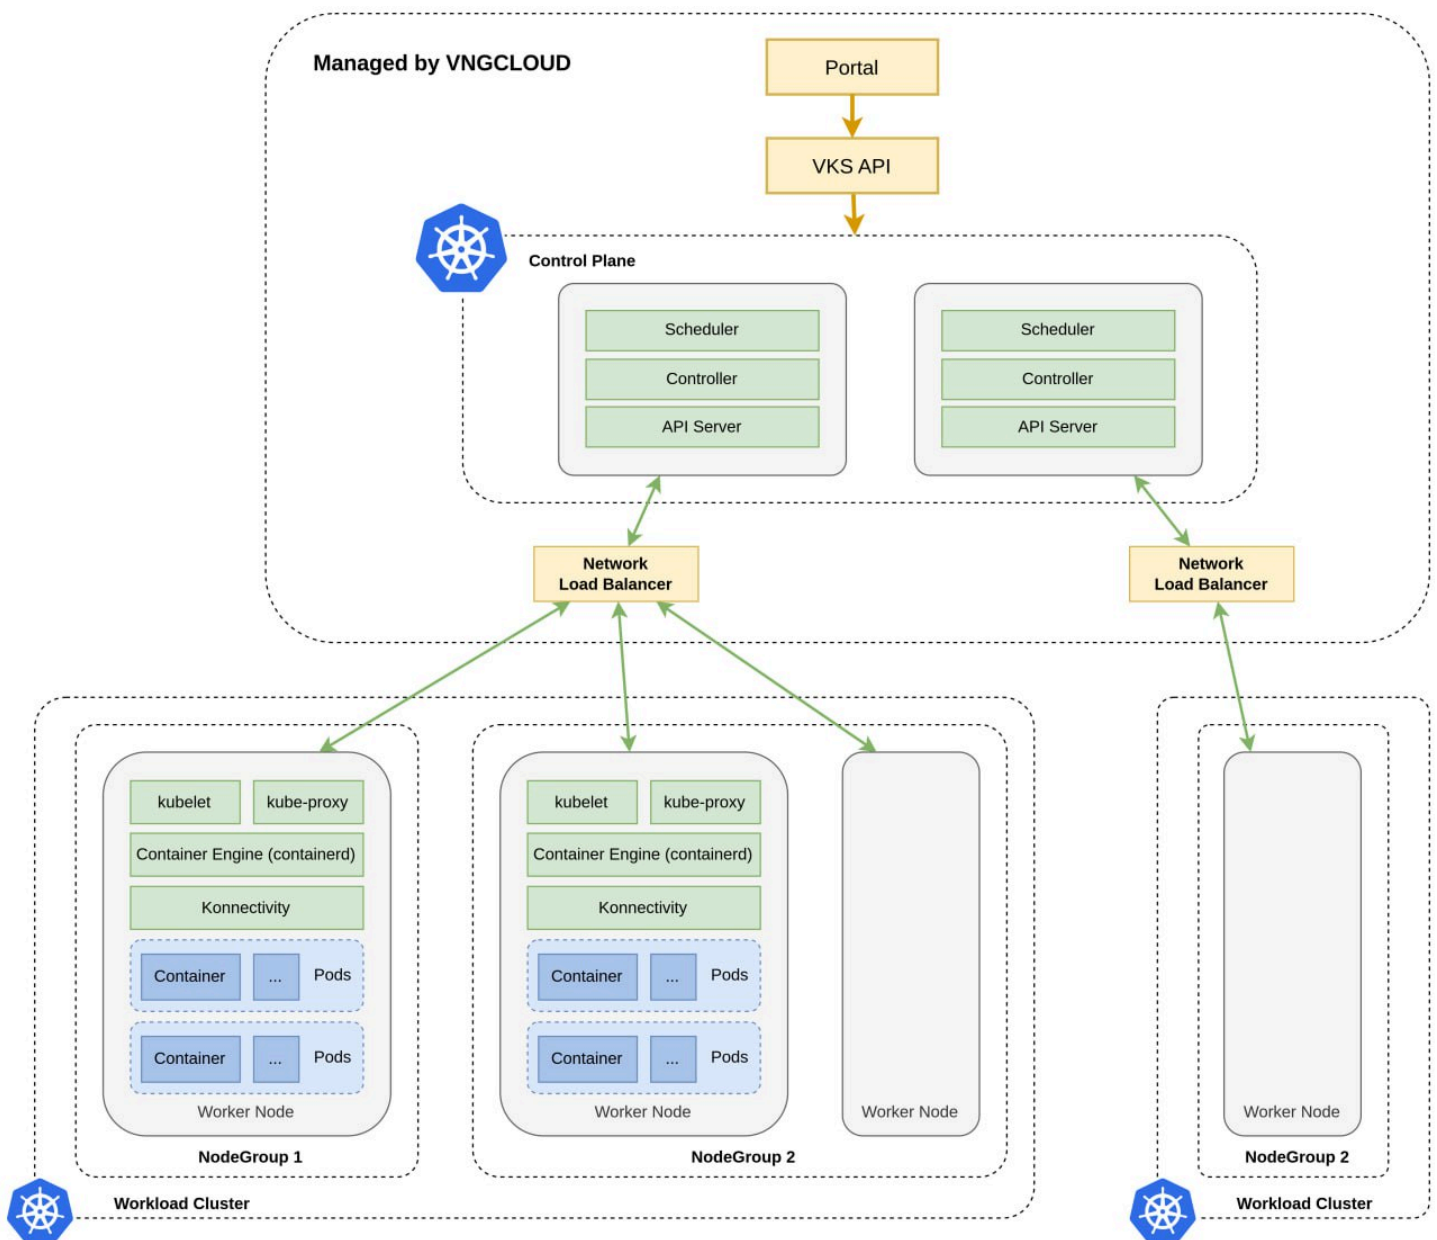 Managed by VNGCLOUD
Portal
VKS API
Control Plane
Scheduler
Controller
API Server
Scheduler
Controller
API Server
Network
Load Balancer
Network
Load Balancer
kubelet
kube-proxy
Container Engine (containerd)
Konnectivity
Container
...
Pods
Container
...
Pods
Worker Node
NodeGroup 1
kubelet
kube-proxy
Container Engine (containerd)
Konnectivity
Container
...
Pods
Container
...
Pods
Worker Node
Worker Node
NodeGroup 2
Workload Cluster
Worker Node
NodeGroup 2
Workload Cluster